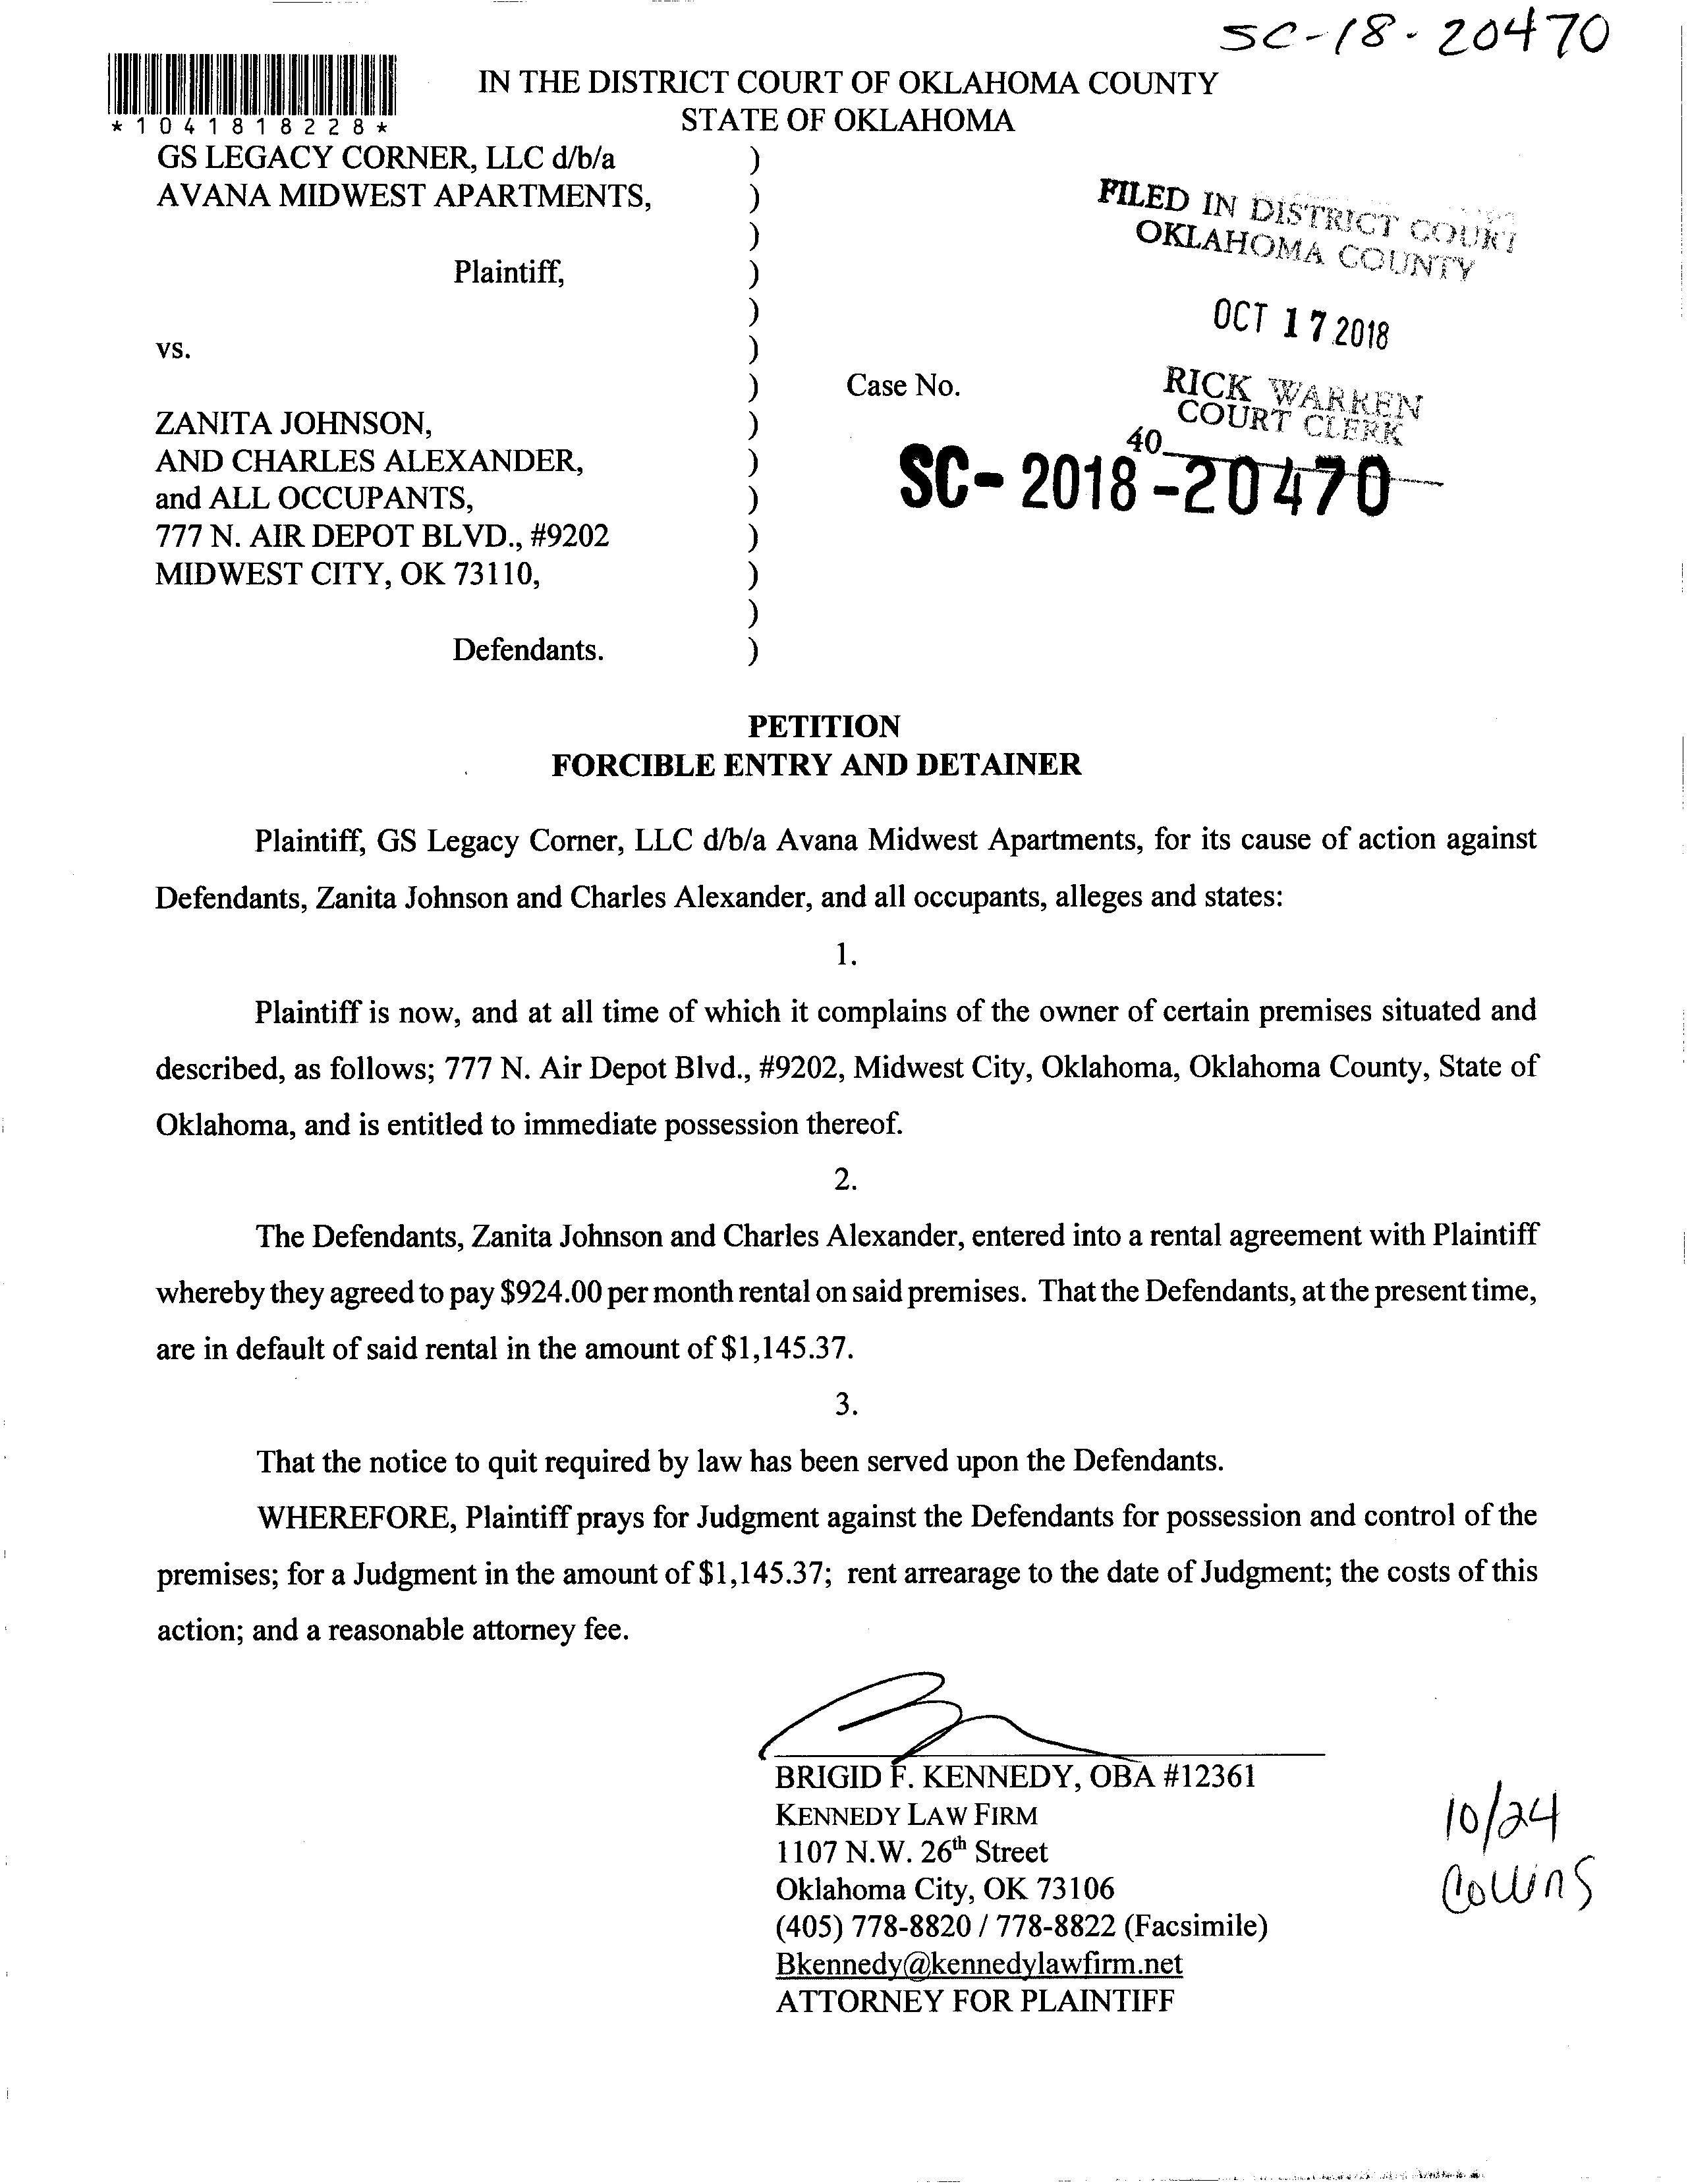 SC-18-20470
*1041818228*
IN THE DISTRICT COURT OF OKLAHOMA COUNTY
STATE OF OKLAHOMA
GS LEGACY CORNER, LLC d/b/a )
AVANA MIDWEST APARTMENTS, )
)
Plaintiff, )
)
vs. )
)
ZANITA JOHNSON, )
AND CHARLES ALEXANDER, )
and ALL OCCUPANTS, )
777 N. AIR DEPOT BLVD., #9202 )
MIDWEST CITY, OK 73110, )
)
Defendants. )
FILED IN DISTRICT COURT
OKLAHOMA COUNTY
OCT 17 2018
RICK WARREN
COURT CLERK
40
Case No.
SC-2018-20470
PETITION
FORCIBLE ENTRY AND DETAINER
Plaintiff, GS Legacy Corner, LLC d/b/a Avana Midwest Apartments, for its cause of action against
Defendants, Zanita Johnson and Charles Alexander, and all occupants, alleges and states:
1.
Plaintiff is now, and at all time of which it complains of the owner of certain premises situated and
described, as follows; 777 N. Air Depot Blvd., #9202, Midwest City, Oklahoma, Oklahoma County, State of
Oklahoma, and is entitled to immediate possession thereof.
2.
The Defendants, Zanita Johnson and Charles Alexander, entered into a rental agreement with Plaintiff
whereby they agreed to pay $924.00 per month rental on said premises. That the Defendants, at the present time,
are in default of said rental in the amount of $1,145.37.
3.
That the notice to quit required by law has been served upon the Defendants.
WHEREFORE, Plaintiff prays for Judgment against the Defendants for possession and control of the
premises; for a Judgment in the amount of $1,145.37; rent arrearage to the date of Judgment; the costs of this
action; and a reasonable attorney fee.
BRIGID F. KENNEDY, OBA #12361
KENNEDY LAW FIRM
1107 N.W. 26th Street
Oklahoma City, OK 73106
(405) 778-8820 / 778-8822 (Facsimile)
Bkennedy@kennedylawfirm.net
ATTORNEY FOR PLAINTIFF
10/24
Collins